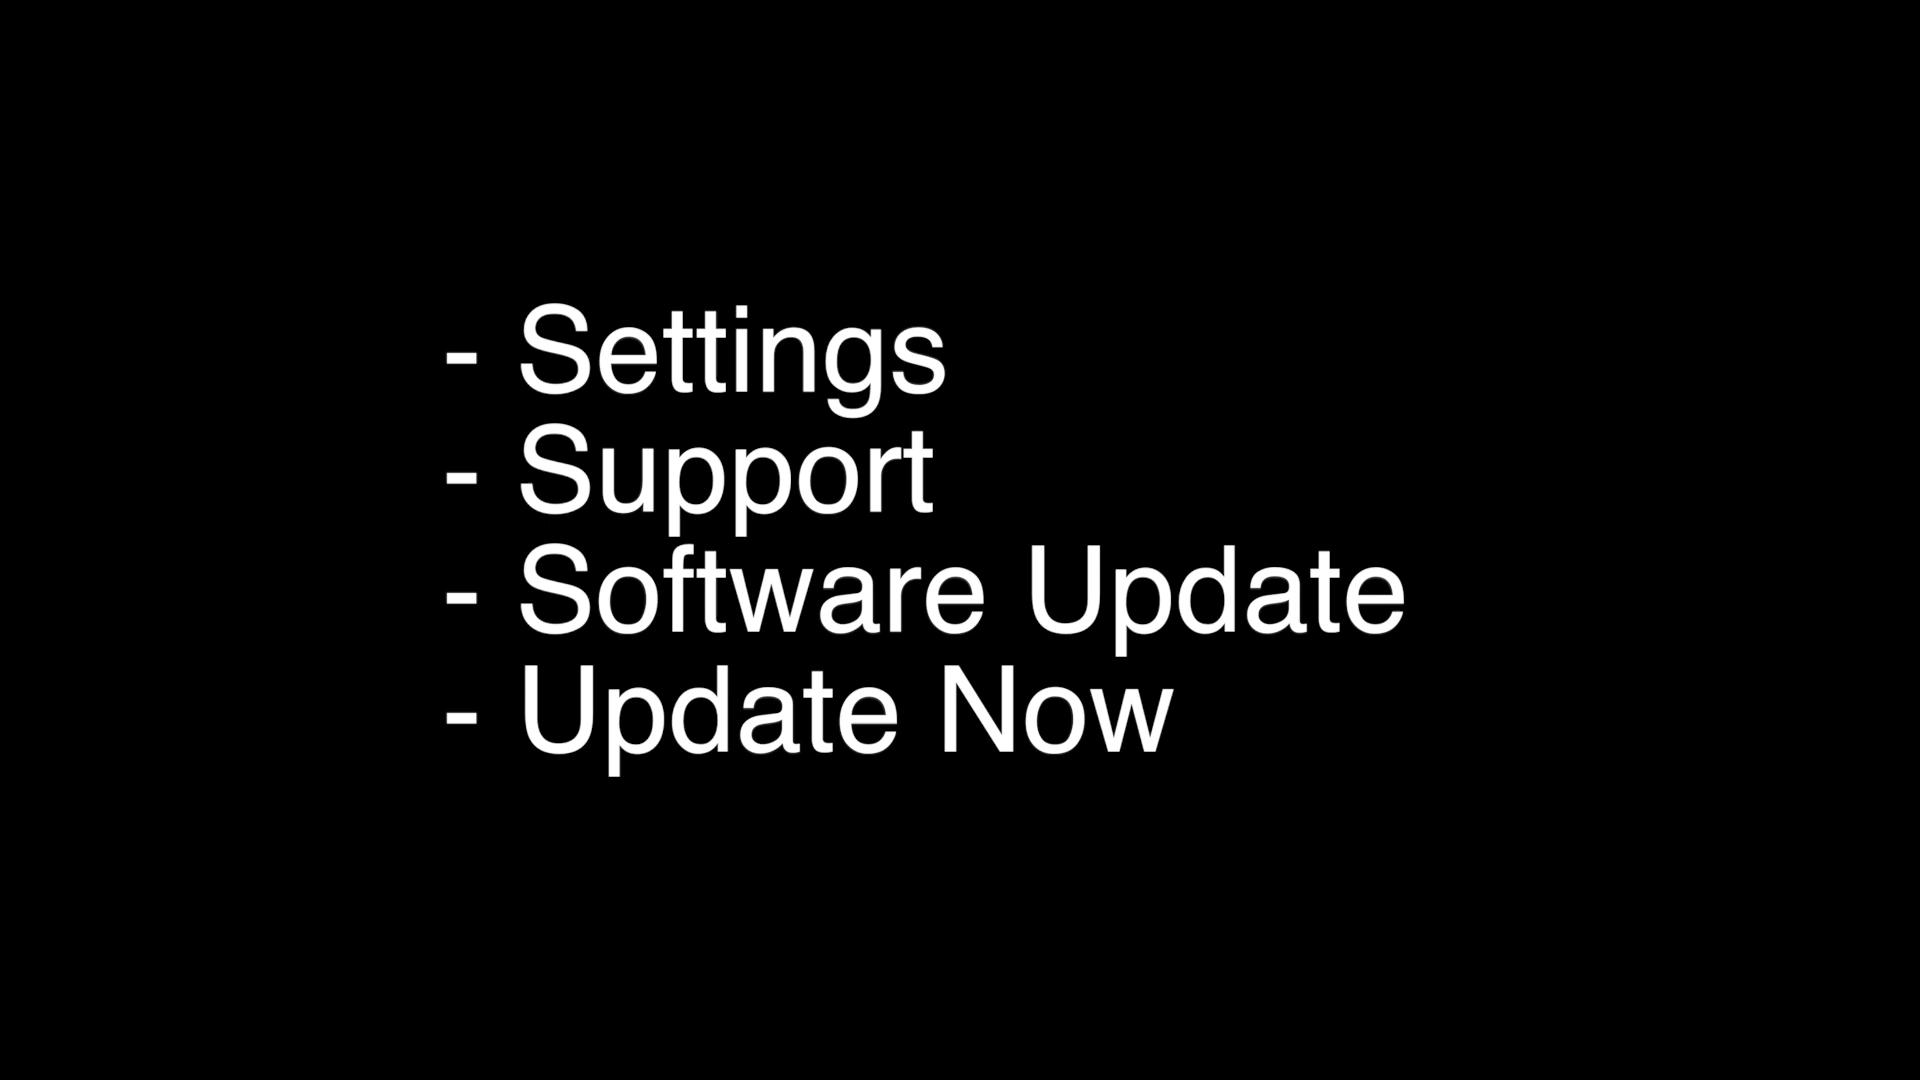 - Settings
- Support
- Software Update
- Update Now